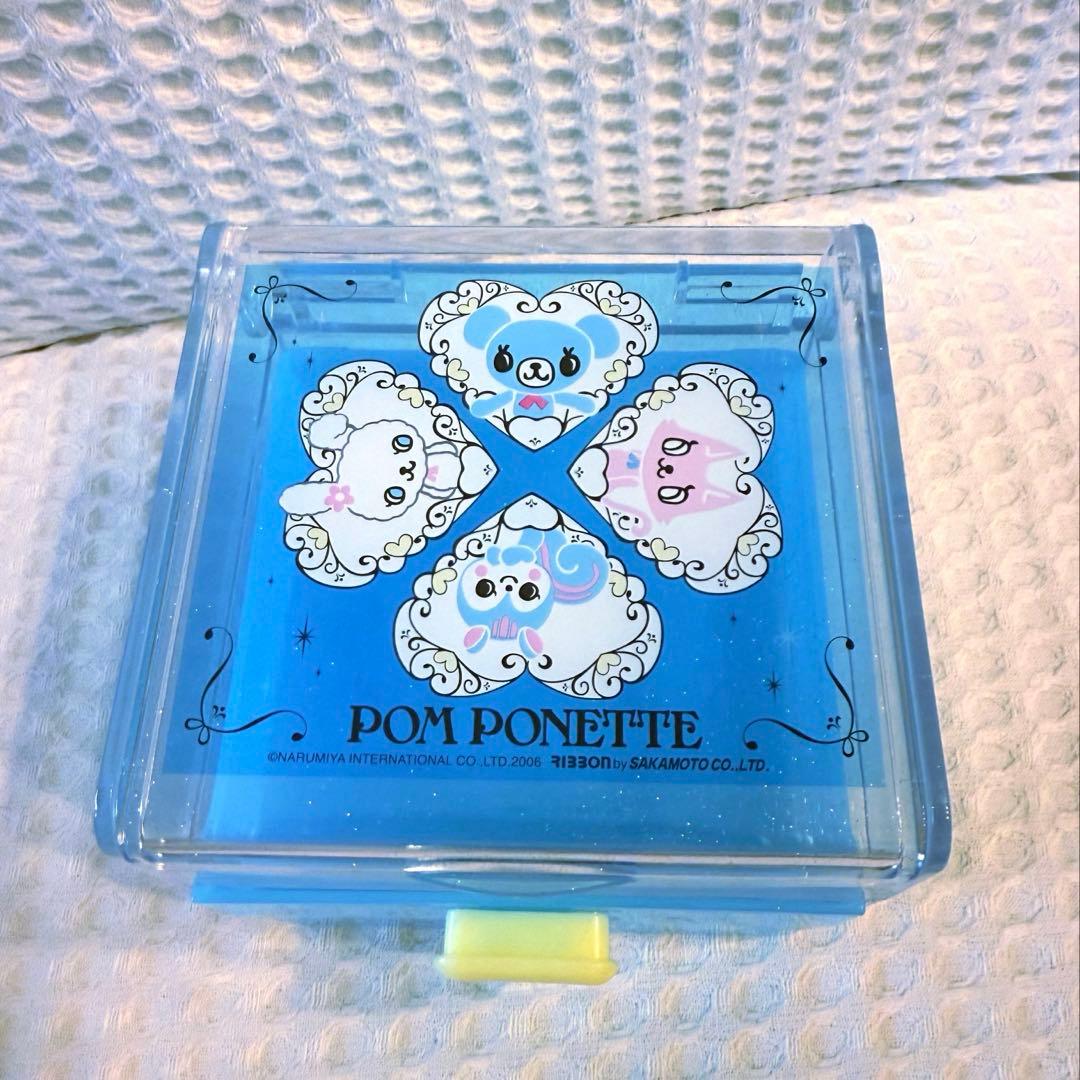 POM PONETTE
©NARUMIYA INTERNATIONAL CO.,LTD.2006 RIBBON by SAKAMOTO CO.,LTD.